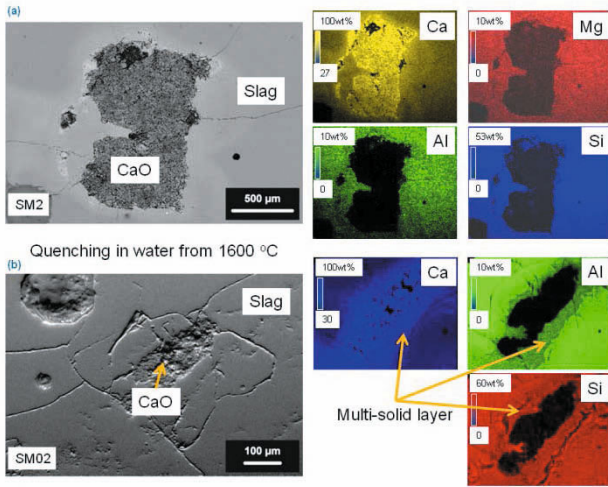 (a)
Slag
CaO
SM2
500 µm
100wt%
Ca
27
10wt%
Mg
0
10wt%
Al
0
53wt%
Si
0
Quenching in water from 1600 °C
(b)
Slag
CaO
SM02
100 µm
100wt%
Ca
30
10wt%
Al
0
Multi-solid layer
60wt%
Si
0